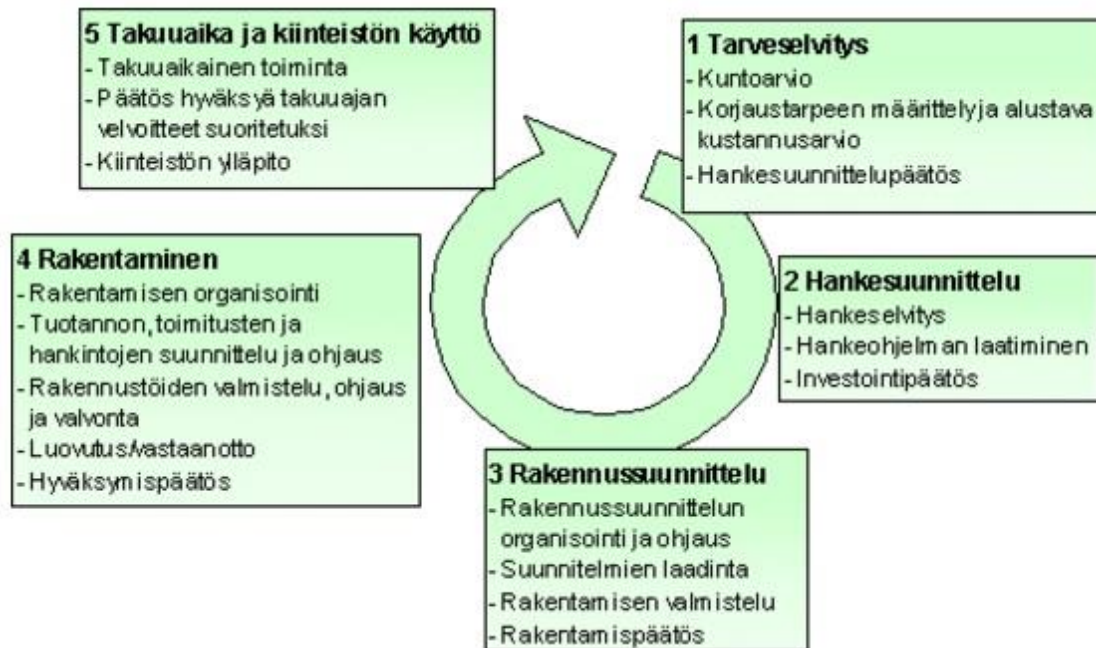 5 Takuuaika ja kiinteistön käyttö
- Takuuaikainen toiminta
- Päätös hyväksyä takuuajan
velvoitteet suoritetuksi
- Kiinteistön ylläpito
1 Tarveselvitys
- Kuntoarvio
- Korjaustarpeen määrittely ja alustava
kustannusarvio
- Hankesuunnittelupäätös
4 Rakentaminen
- Rakentamisen organisointi
- Tuotannon, toimitusten ja
hankintojen suunnittelu ja ohjaus
- Rakennustöiden valmistelu, ohjaus
ja valvonta
- Luovutus/vastaanotto
- Hyväksymispäätös
2 Hankesuunnittelu
- Hankeselvitys
- Hankeohjelman laatiminen
- Investointipäätös
3 Rakennussuunnittelu
- Rakennussuunnittelun
organisointi ja ohjaus
- Suunnitelmien laadinta
- Rakentamisen valmistelu
- Rakentamispäätös